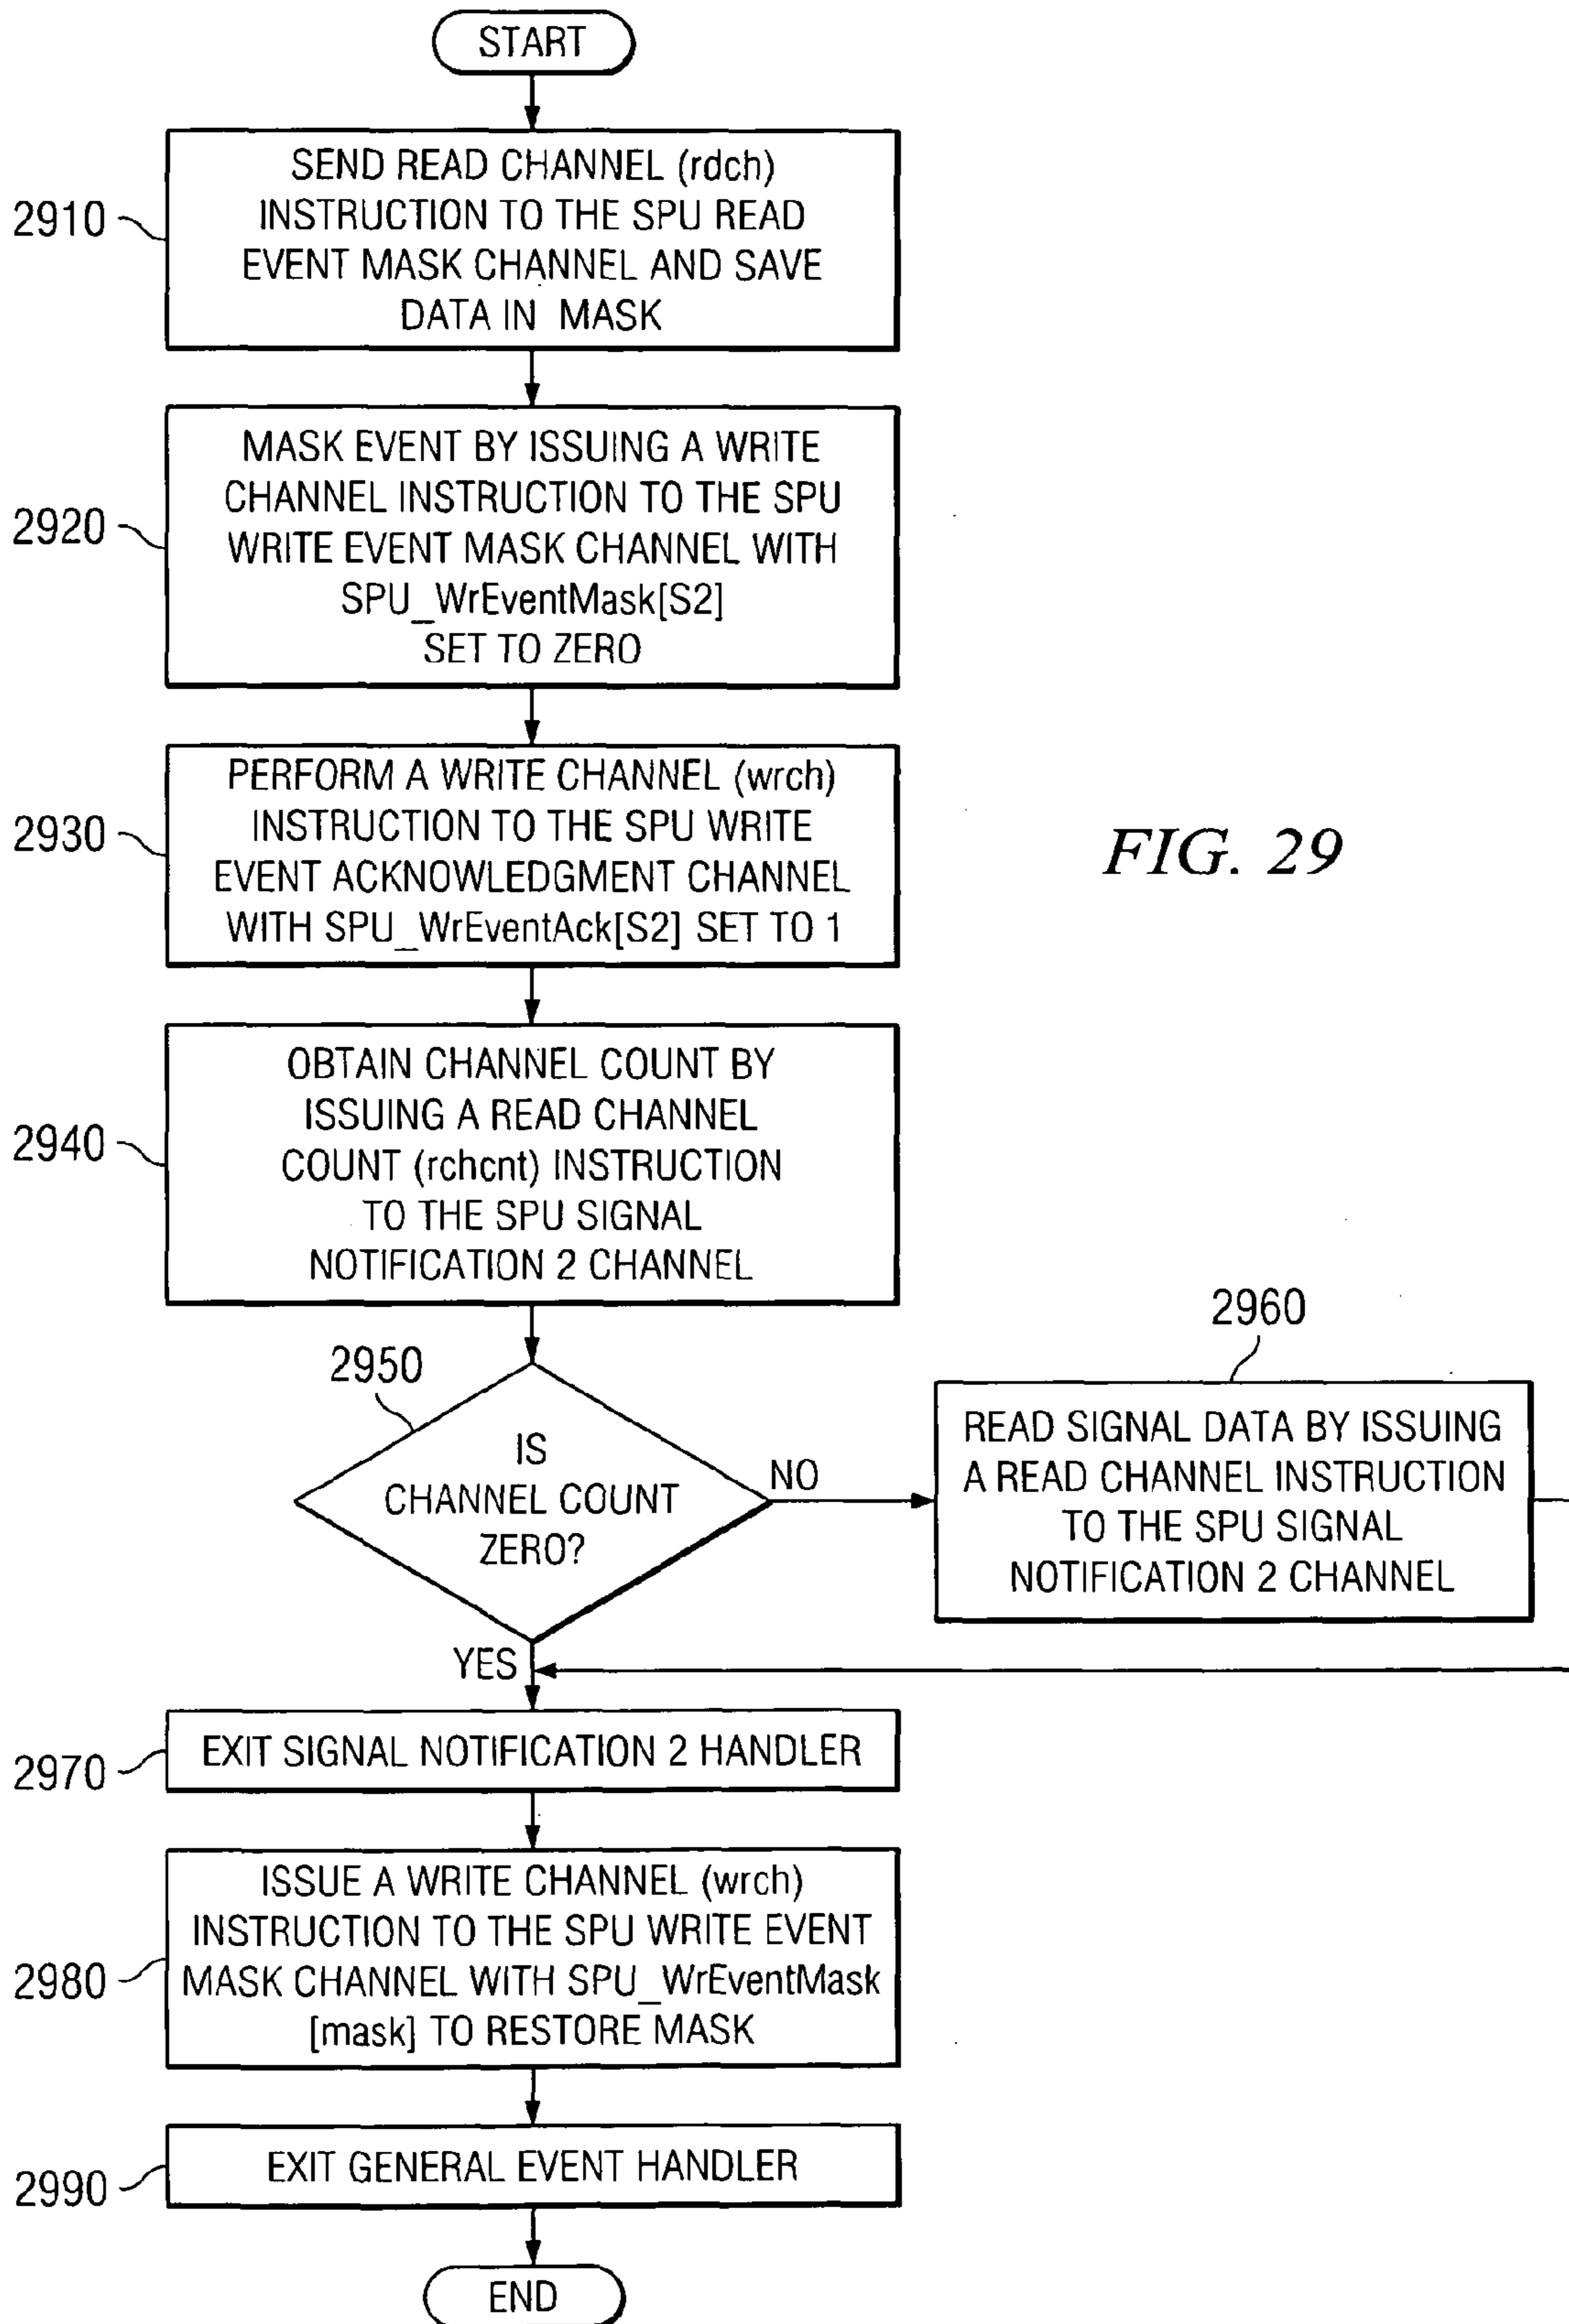 START
2910
SEND READ CHANNEL (rdch)
INSTRUCTION TO THE SPU READ
EVENT MASK CHANNEL AND SAVE
DATA IN MASK
2920
MASK EVENT BY ISSUING A WRITE
CHANNEL INSTRUCTION TO THE SPU
WRITE EVENT MASK CHANNEL WITH
SPU_WrEventMask[S2]
SET TO ZERO
2930
PERFORM A WRITE CHANNEL (wrch)
INSTRUCTION TO THE SPU WRITE
EVENT ACKNOWLEDGMENT CHANNEL
WITH SPU_WrEventAck[S2] SET TO 1
FIG. 29
2940
OBTAIN CHANNEL COUNT BY
ISSUING A READ CHANNEL
COUNT (rchcnt) INSTRUCTION
TO THE SPU SIGNAL
NOTIFICATION 2 CHANNEL
2950
IS
CHANNEL COUNT
ZERO?
NO
2960
READ SIGNAL DATA BY ISSUING
A READ CHANNEL INSTRUCTION
TO THE SPU SIGNAL
NOTIFICATION 2 CHANNEL
YES
2970
EXIT SIGNAL NOTIFICATION 2 HANDLER
2980
ISSUE A WRITE CHANNEL (wrch)
INSTRUCTION TO THE SPU WRITE EVENT
MASK CHANNEL WITH SPU_WrEventMask
[mask] TO RESTORE MASK
2990
EXIT GENERAL EVENT HANDLER
END